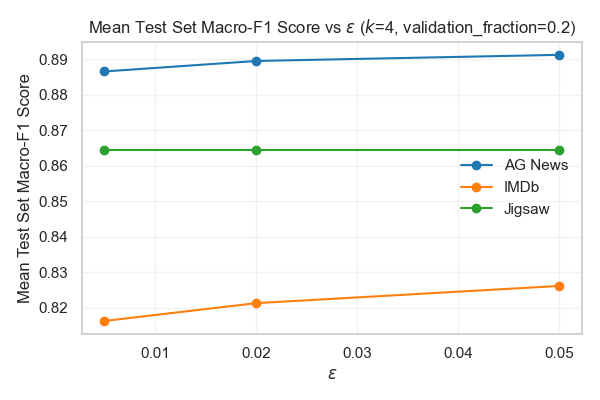 Mean Test Set Macro-F1 Score vs ε (k=4, validation_fraction=0.2)
Mean Test Set Macro-F1 Score
0.89
0.88
0.87
0.86
0.85
0.84
0.83
0.82
AG News
IMDb
Jigsaw
0.01 0.02 0.03 0.04 0.05
ε